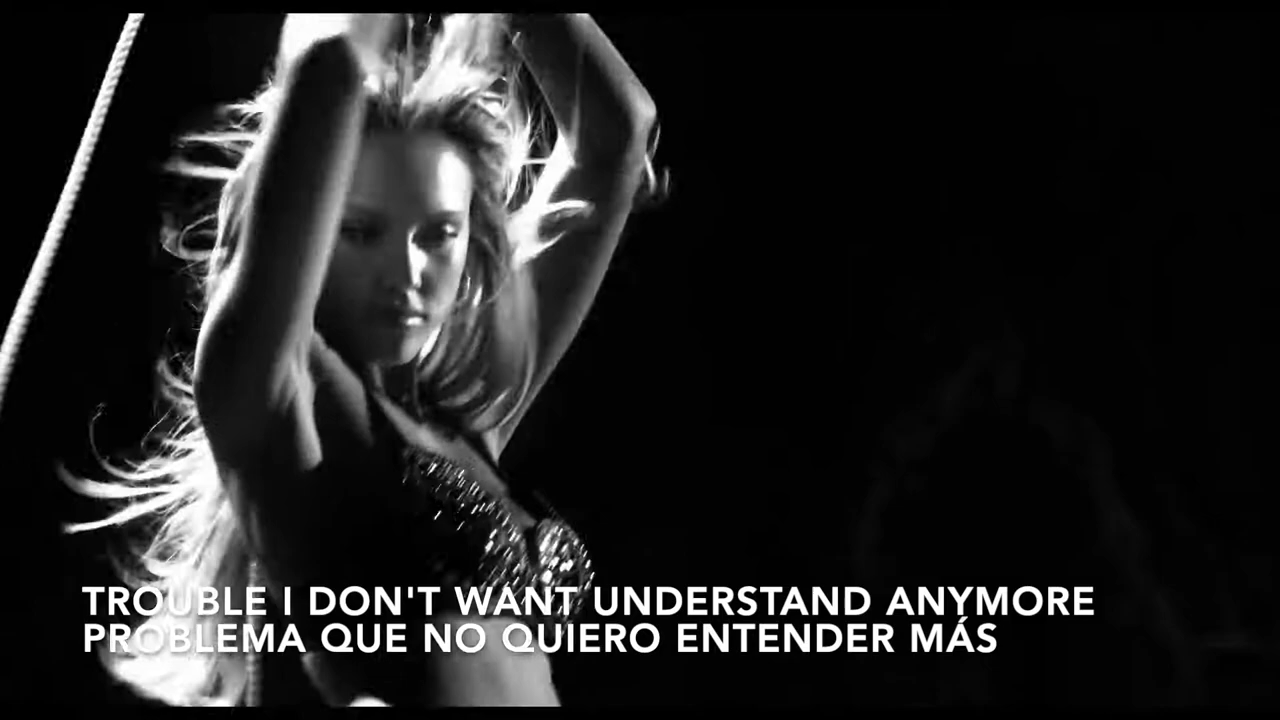 TROUBLE I DON'T WANT UNDERSTAND ANYMORE
PROBLEMA QUE NO QUIERO ENTENDER MÁS